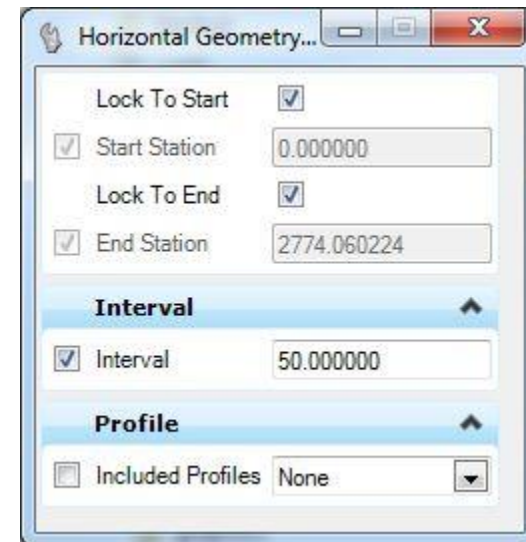 Horizontal Geometry...
Lock To Start
Start Station 0.000000
Lock To End
End Station 2774.060224
Interval
Interval 50.000000
Profile
Included Profiles None